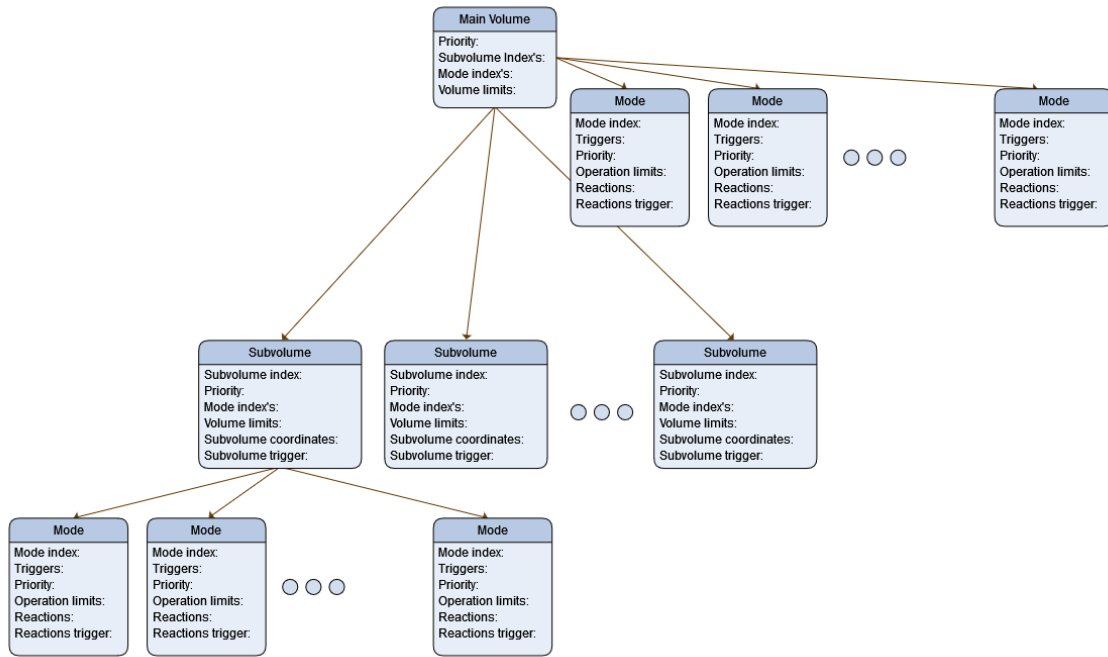 Main Volume
Priority:
Subvolume Index's:
Mode index's:
Volume limits:
Mode
Mode index:
Triggers:
Priority:
Operation limits:
Reactions:
Reactions trigger:
Mode
Mode index:
Triggers:
Priority:
Operation limits:
Reactions:
Reactions trigger:
Mode
Mode index:
Triggers:
Priority:
Operation limits:
Reactions:
Reactions trigger:
Subvolume
Subvolume index:
Priority:
Mode index's:
Volume limits:
Subvolume coordinates:
Subvolume trigger:
Subvolume
Subvolume index:
Priority:
Mode index's:
Volume limits:
Subvolume coordinates:
Subvolume trigger:
Subvolume
Subvolume index:
Priority:
Mode index's:
Volume limits:
Subvolume coordinates:
Subvolume trigger:
Mode
Mode index:
Triggers:
Priority:
Operation limits:
Reactions:
Reactions trigger:
Mode
Mode index:
Triggers:
Priority:
Operation limits:
Reactions:
Reactions trigger:
Mode
Mode index:
Triggers:
Priority:
Operation limits:
Reactions:
Reactions trigger: